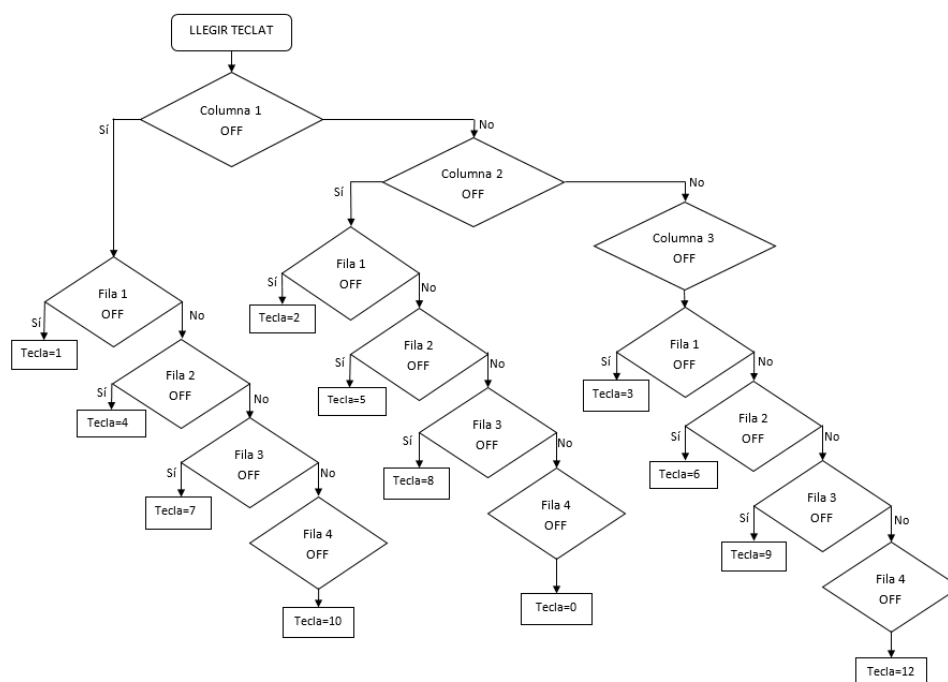 LLEGIR TECLAT
Columna 1
OFF
Sí
No
Columna 2
OFF
Sí
No
Columna 3
OFF
Fila 1
OFF
Sí
No
Tecla=1
Fila 2
OFF
Sí
No
Tecla=4
Fila 3
OFF
Sí
No
Tecla=7
Fila 4
OFF
Tecla=10
Fila 1
OFF
Sí
No
Tecla=2
Fila 2
OFF
Sí
No
Tecla=5
Fila 3
OFF
Sí
No
Tecla=8
Fila 4
OFF
Tecla=0
Fila 1
OFF
Sí
No
Tecla=3
Fila 2
OFF
Sí
No
Tecla=6
Fila 3
OFF
Sí
No
Tecla=9
Fila 4
OFF
Tecla=12